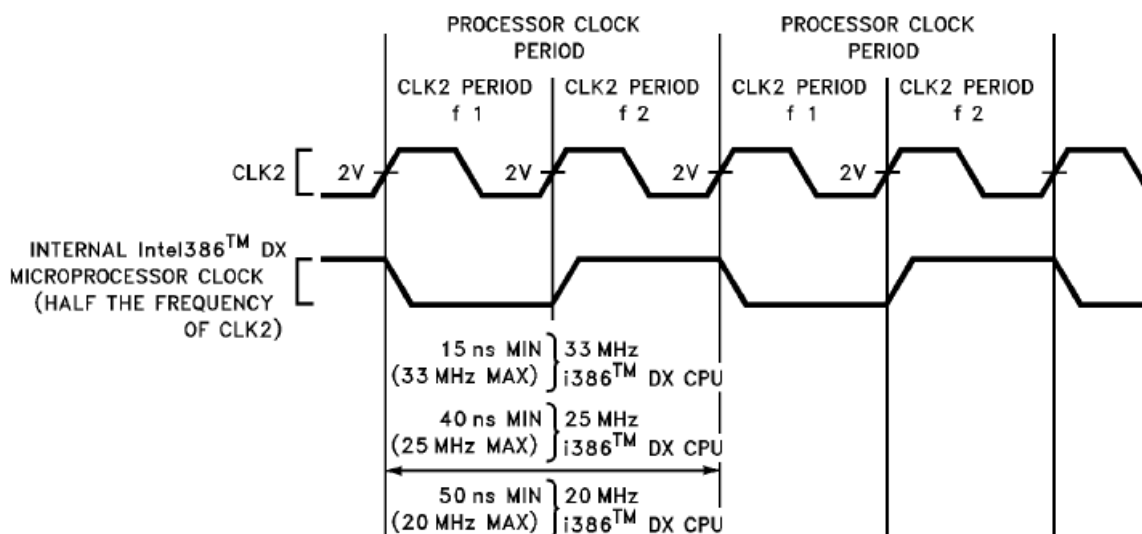 PROCESSOR CLOCK
PERIOD
PROCESSOR CLOCK
PERIOD
CLK2 PERIOD
f 1
CLK2 PERIOD
f 2
CLK2 PERIOD
f 1
CLK2 PERIOD
f 2
CLK2
2V
2V
2V
2V
INTERNAL Intel386™ DX
MICROPROCESSOR CLOCK
(HALF THE FREQUENCY
OF CLK2)
15 ns MIN
(33 MHz MAX)
33 MHz
i386™ DX CPU
40 ns MIN
(25 MHz MAX)
25 MHz
i386™ DX CPU
50 ns MIN
(20 MHz MAX)
20 MHz
i386™ DX CPU